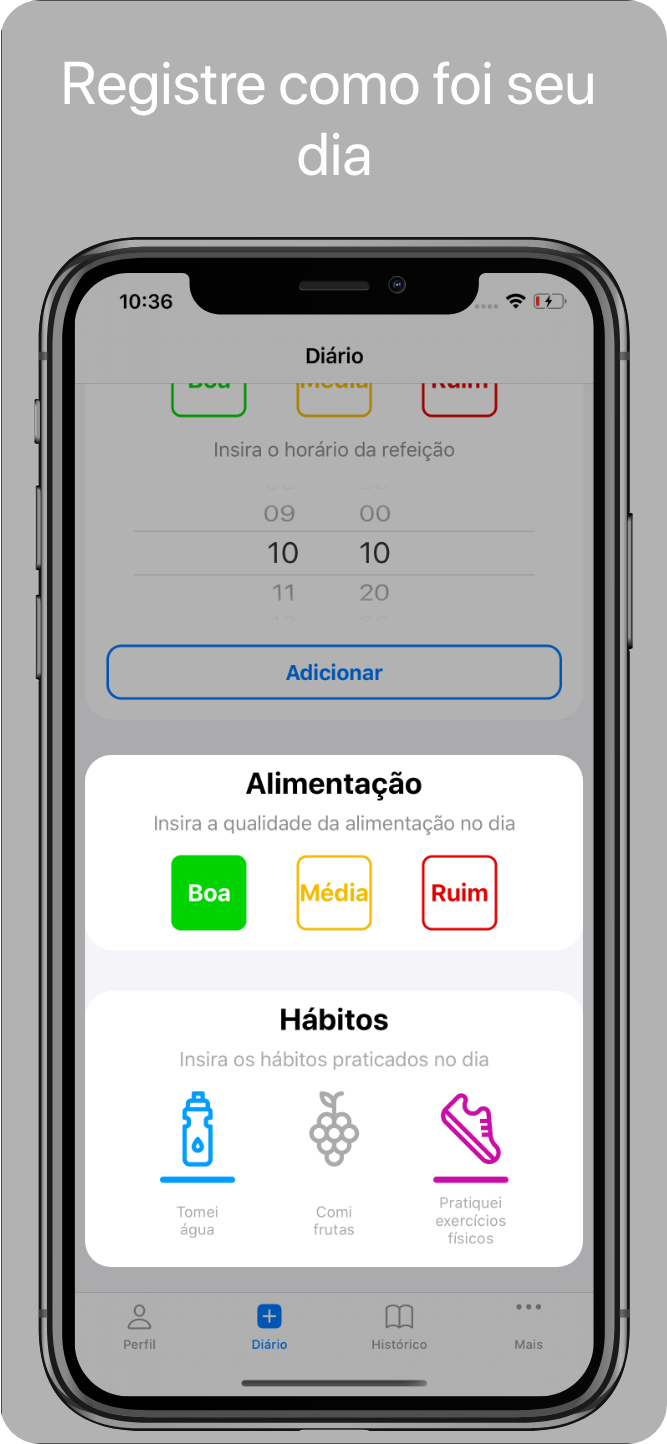 Registre como foi seu
dia
10:36
Diário
Boa Média Ruim
Insira o horário da refeição
09 00
10 10
11 20
Adicionar
Alimentação
Insira a qualidade da alimentação no dia
Boa Média Ruim
Hábitos
Insira os hábitos praticados no dia
Tomei
água
Comi
frutas
Pratiquei
exercícios
físicos
Perfil Diário Histórico Mais